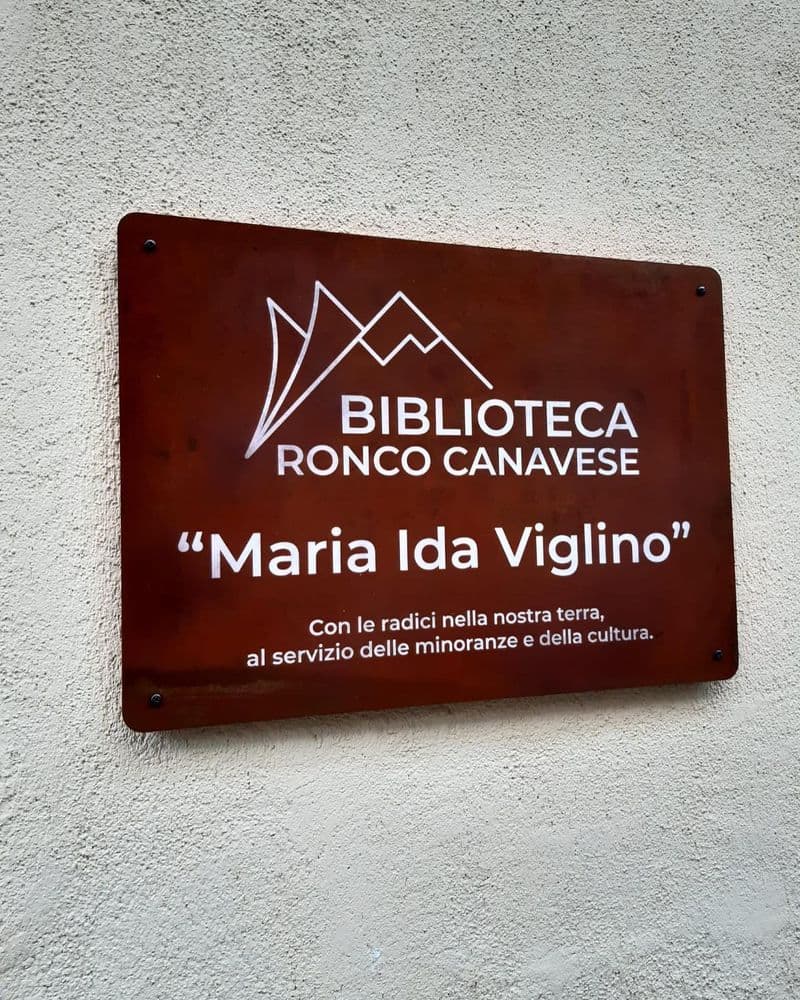 BIBLIOTECA
RONCO CANAVESE
“Maria Ida Viglino”
Con le radici nella nostra terra,
al servizio delle minoranze e della cultura.